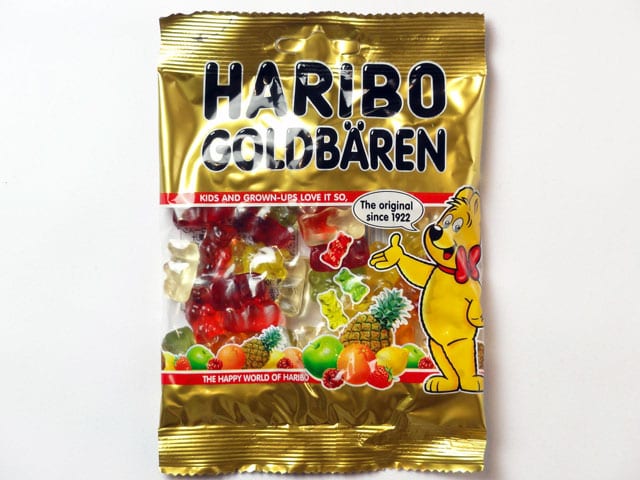 HARIBO
GOLDBÄREN
KIDS AND GROWN-UPS LOVE IT SO,
The original
since 1922
THE HAPPY WORLD OF HARIBO